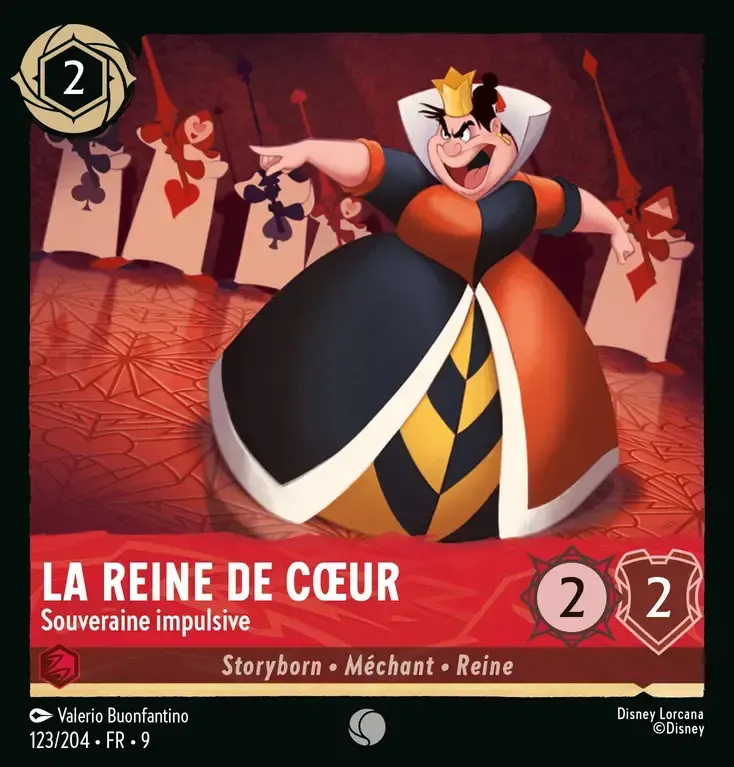 2
LA REINE DE CŒUR
Souveraine impulsive
2 2
Storyborn • Méchant • Reine
Valerio Buonfantino
123/204 • FR • 9
Disney Lorcana
©Disney